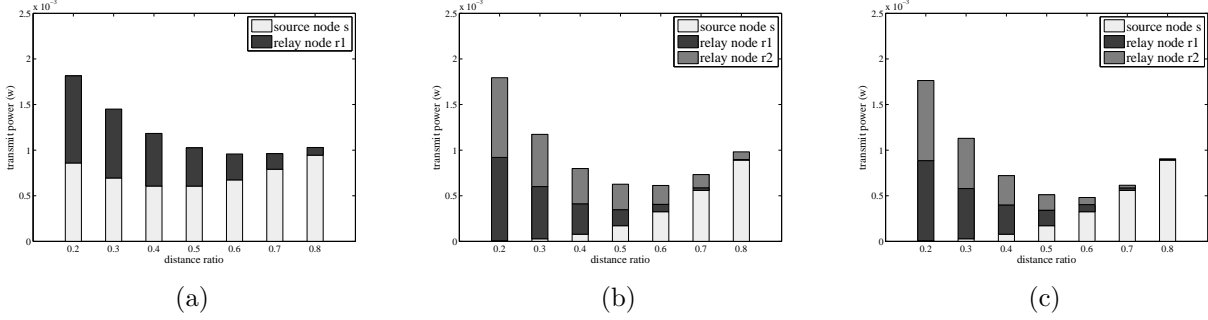 x 10⁻³
2.5
2
1.5
1
0.5
0
transmit power (w)
source node s
relay node r1
0.2 0.3 0.4 0.5 0.6 0.7 0.8
distance ratio
(a)
x 10⁻³
2.5
2
1.5
1
0.5
0
transmit power (w)
source node s
relay node r1
relay node r2
0.2 0.3 0.4 0.5 0.6 0.7 0.8
distance ratio
(b)
x 10⁻³
2.5
2
1.5
1
0.5
0
transmit power (w)
source node s
relay node r1
relay node r2
0.2 0.3 0.4 0.5 0.6 0.7 0.8
distance ratio
(c)